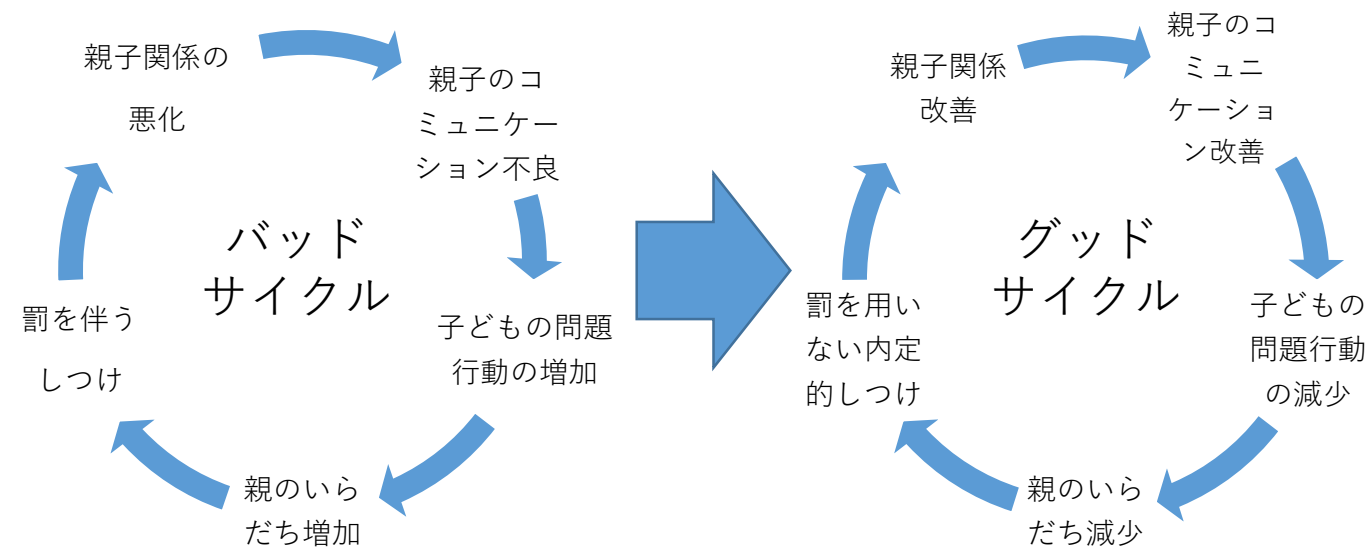 親子関係の
悪化
親子のコ
ミュニケー
ション不良
バッド
サイクル
子どもの問題
行動の増加
親のいら
だち増加
罰を伴う
しつけ
親子関係
改善
親子のコ
ミュニ
ケーショ
ン改善
グッド
サイクル
子どもの
問題行動
の減少
親のいら
だち減少
罰を用い
ない内定
的しつけ